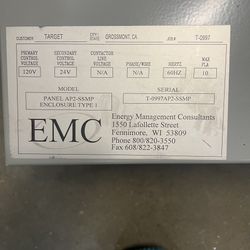 CUSTOMER TARGET CITY/STATE GROSSMONT, CA JOB# T-0997
PRIMARY CONTROL VOLTAGE SECONDARY CONTROL VOLTAGE CONTACTOR LINE VOLTAGE PHASE/WIRE HERTZ MAX FLA
120V 24V N/A N/A 60HZ 10
MODEL SERIAL
PANEL AP2-SSMP T-0997AP2-SSMP
ENCLOSURE TYPE 1
EMC
Energy Management Consultants
1550 Lafollette Street
Fennimore, WI 53809
Phone 800/820-3550
Fax 608/822-3847